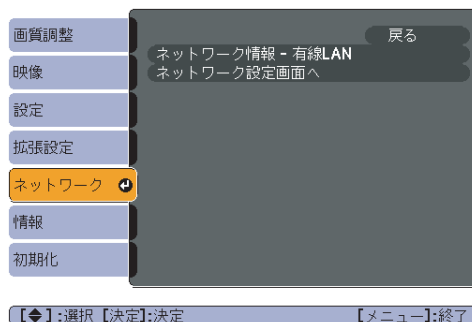 画質調整
映像
設定
拡張設定
ネットワーク
情報
初期化
戻る
ネットワーク情報 - 有線LAN
ネットワーク設定画面へ
【◆】:選択 【決定】:決定
【メニュー】:終了